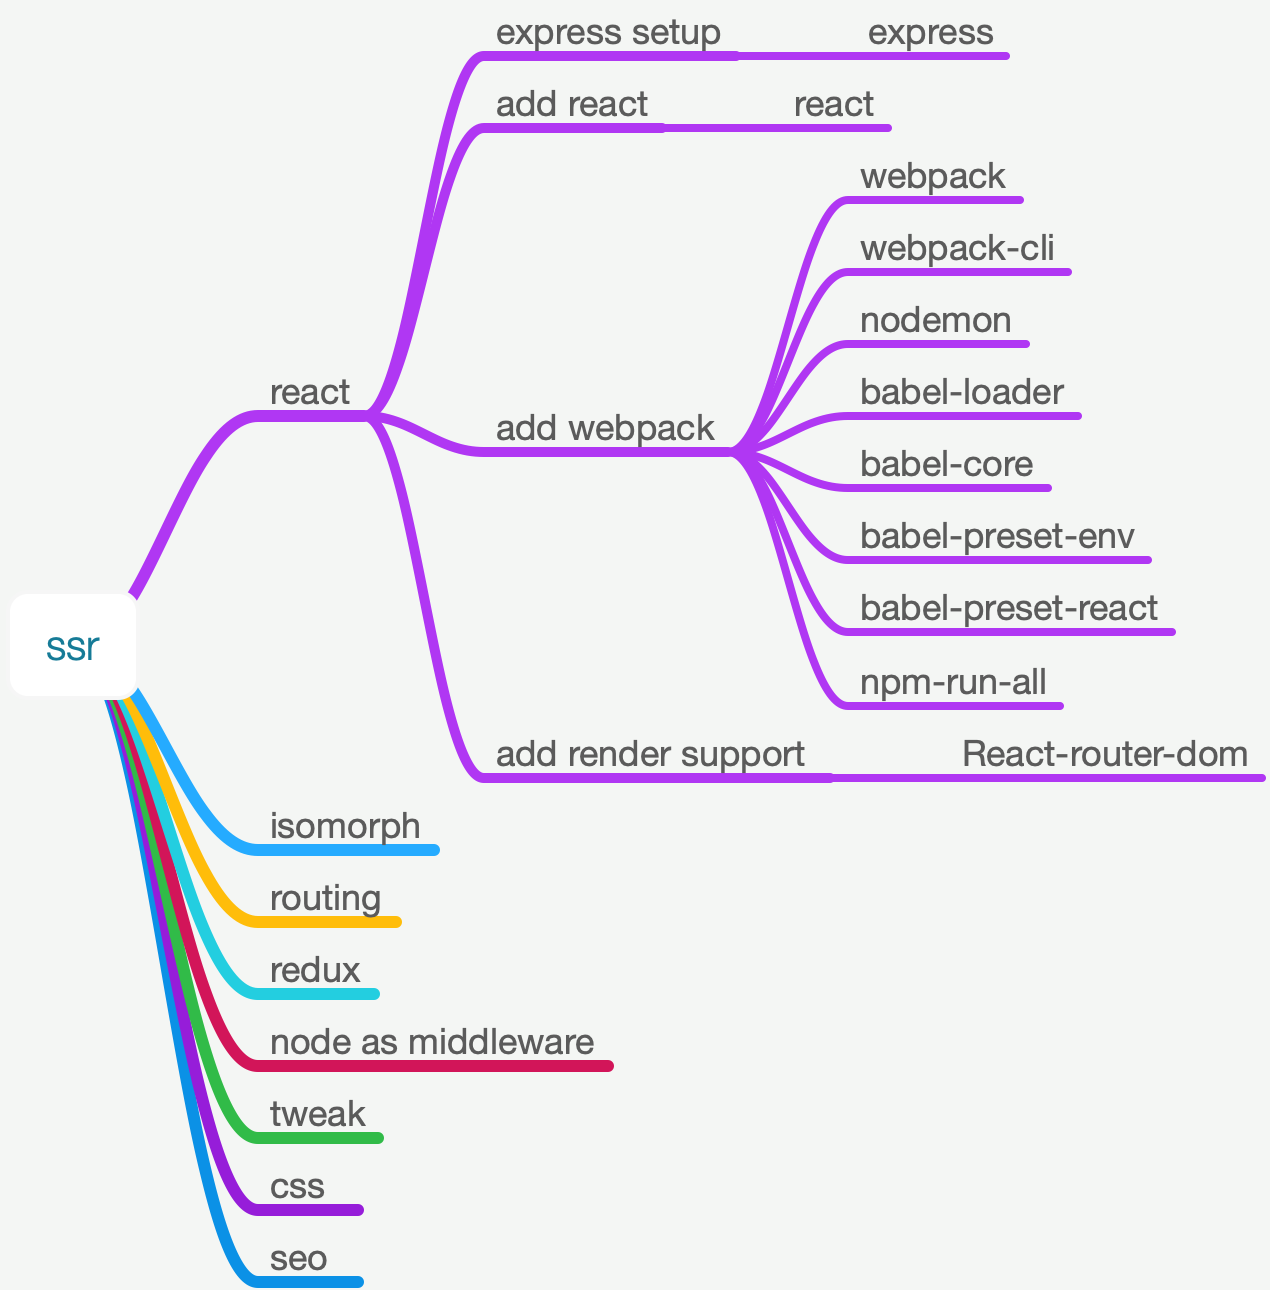 express setup express
add react react
webpack
webpack-cli
nodemon
react babel-loader
add webpack
babel-core
babel-preset-env
babel-preset-react
ssr
npm-run-all
add render support React-router-dom
isomorph
routing
redux
node as middleware
tweak
css
seo